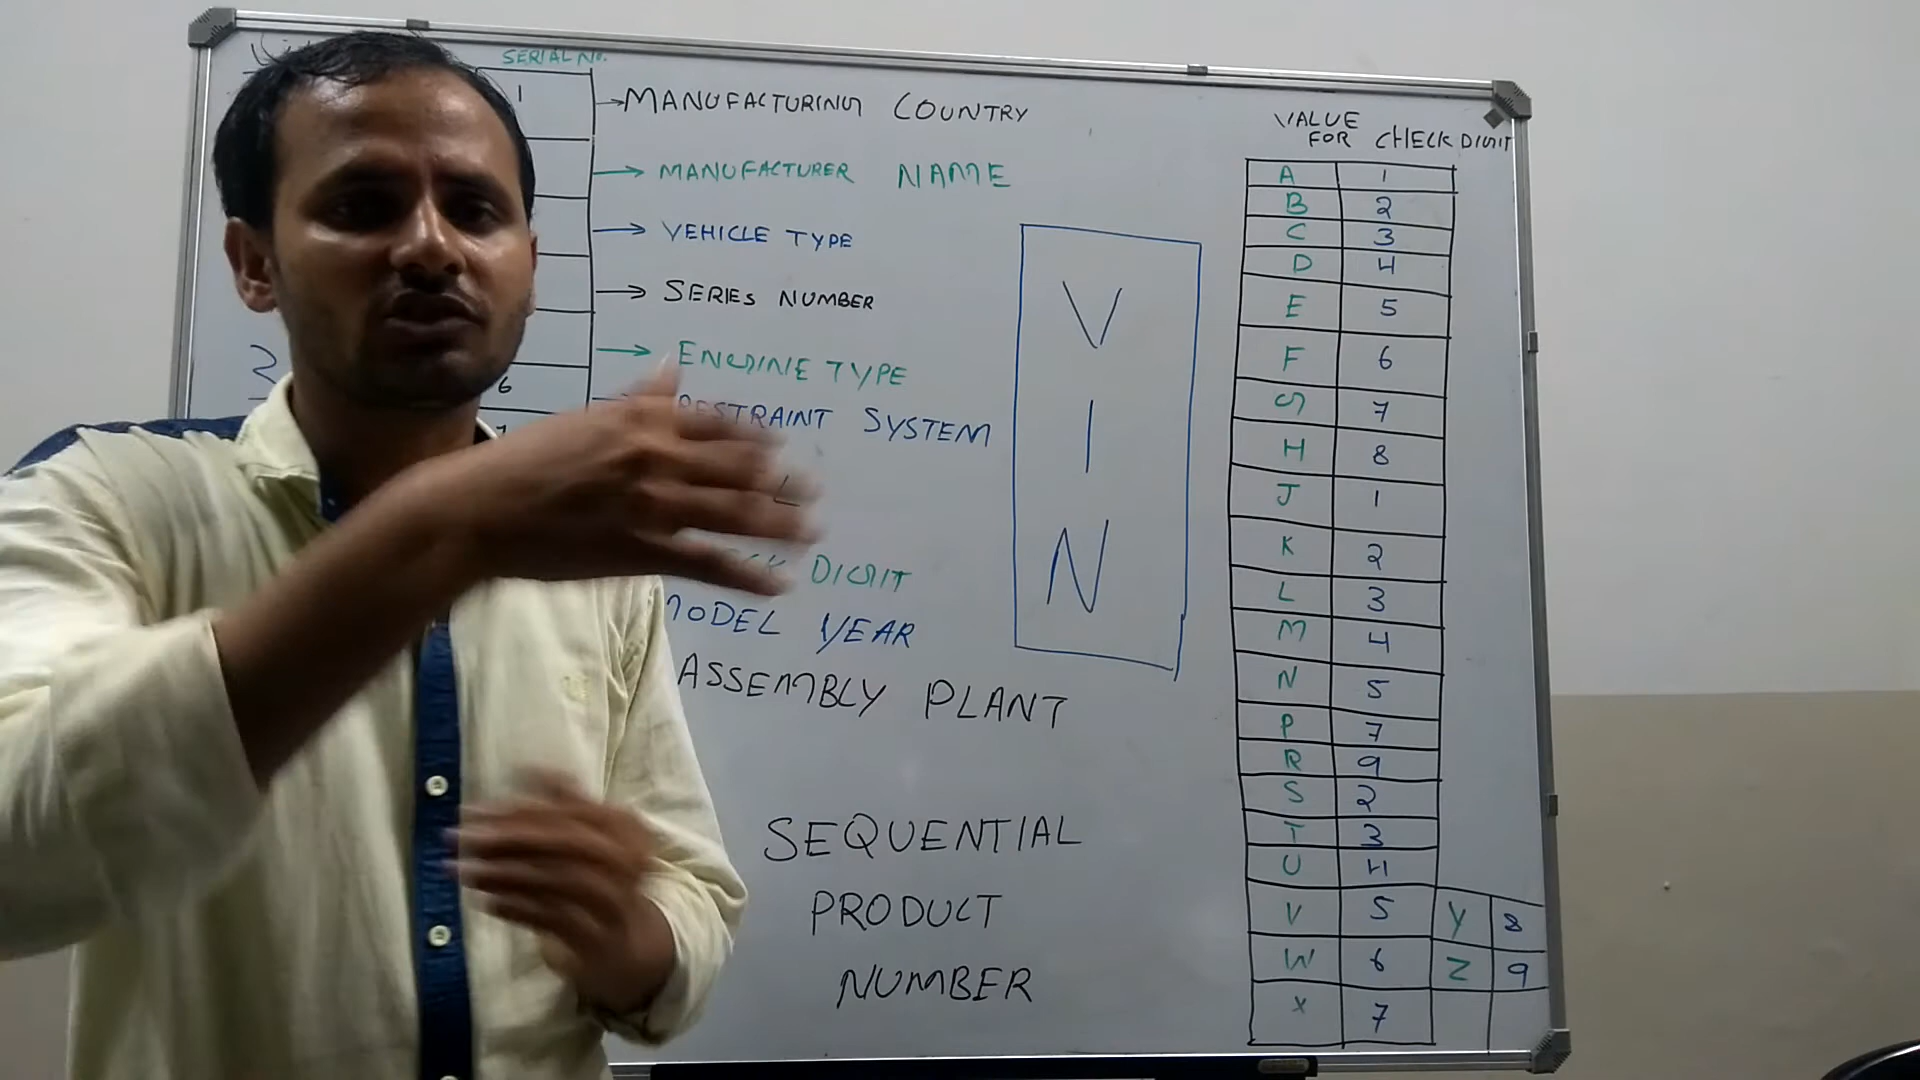 SERIAL NO.
1
MANUFACTURING COUNTRY
MANUFACTURER NAME
VEHICLE TYPE
SERIES NUMBER
ENGINE TYPE
6
RESTRAINT SYSTEM
DIGIT
MODEL YEAR
ASSEMBLY PLANT
SEQUENTIAL
PRODUCT
NUMBER
V
I
N
VALUE
FOR CHECK DIGIT
A 1
B 2
C 3
D 4
E 5
F 6
G 7
H 8
J 1
K 2
L 3
M 4
N 5
P 7
R 9
S 2
T 3
U 4
V 5 Y 8
W 6 Z 9
X 7